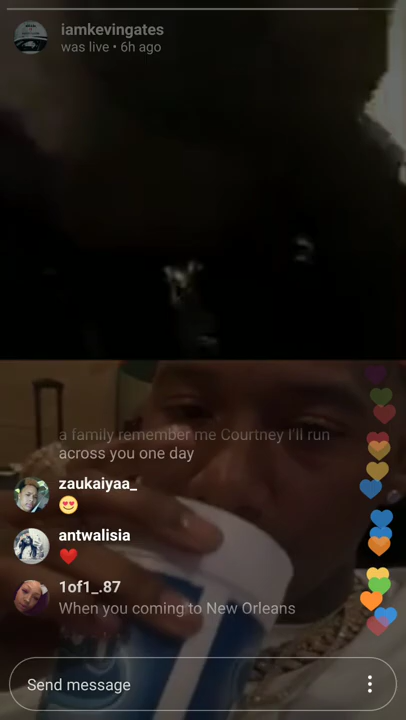 iamkevingates
was live • 6h ago
a family remember me Courtney I'll run
across you one day
zaukaiyaa_
😍
antwalisia
❤️
1of1_.87
When you coming to New Orleans
Send message